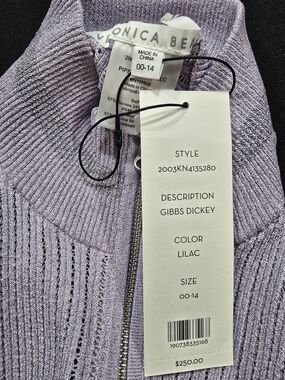 ONICA BE
MADE IN
CHINA
00-14
STYLE
2003KN4135280
DESCRIPTION
GIBBS DICKEY
COLOR
LILAC
SIZE
00-14
190738335168
$250.00